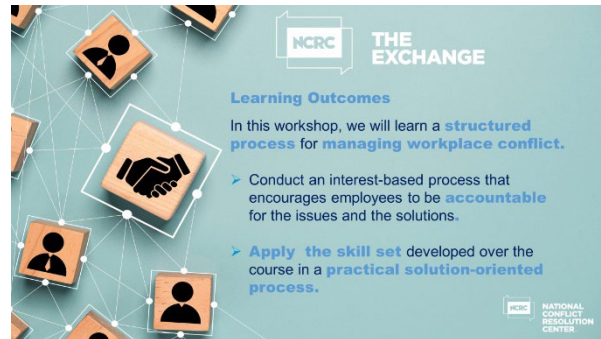 NCRC
THE
EXCHANGE
Learning Outcomes
In this workshop, we will learn a structured
process for managing workplace conflict.
Conduct an interest-based process that
encourages employees to be accountable
for the issues and the solutions.
Apply the skill set developed over the
course in a practical solution-oriented
process.
NCRC
NATIONAL
CONFLICT
RESOLUTION
CENTER